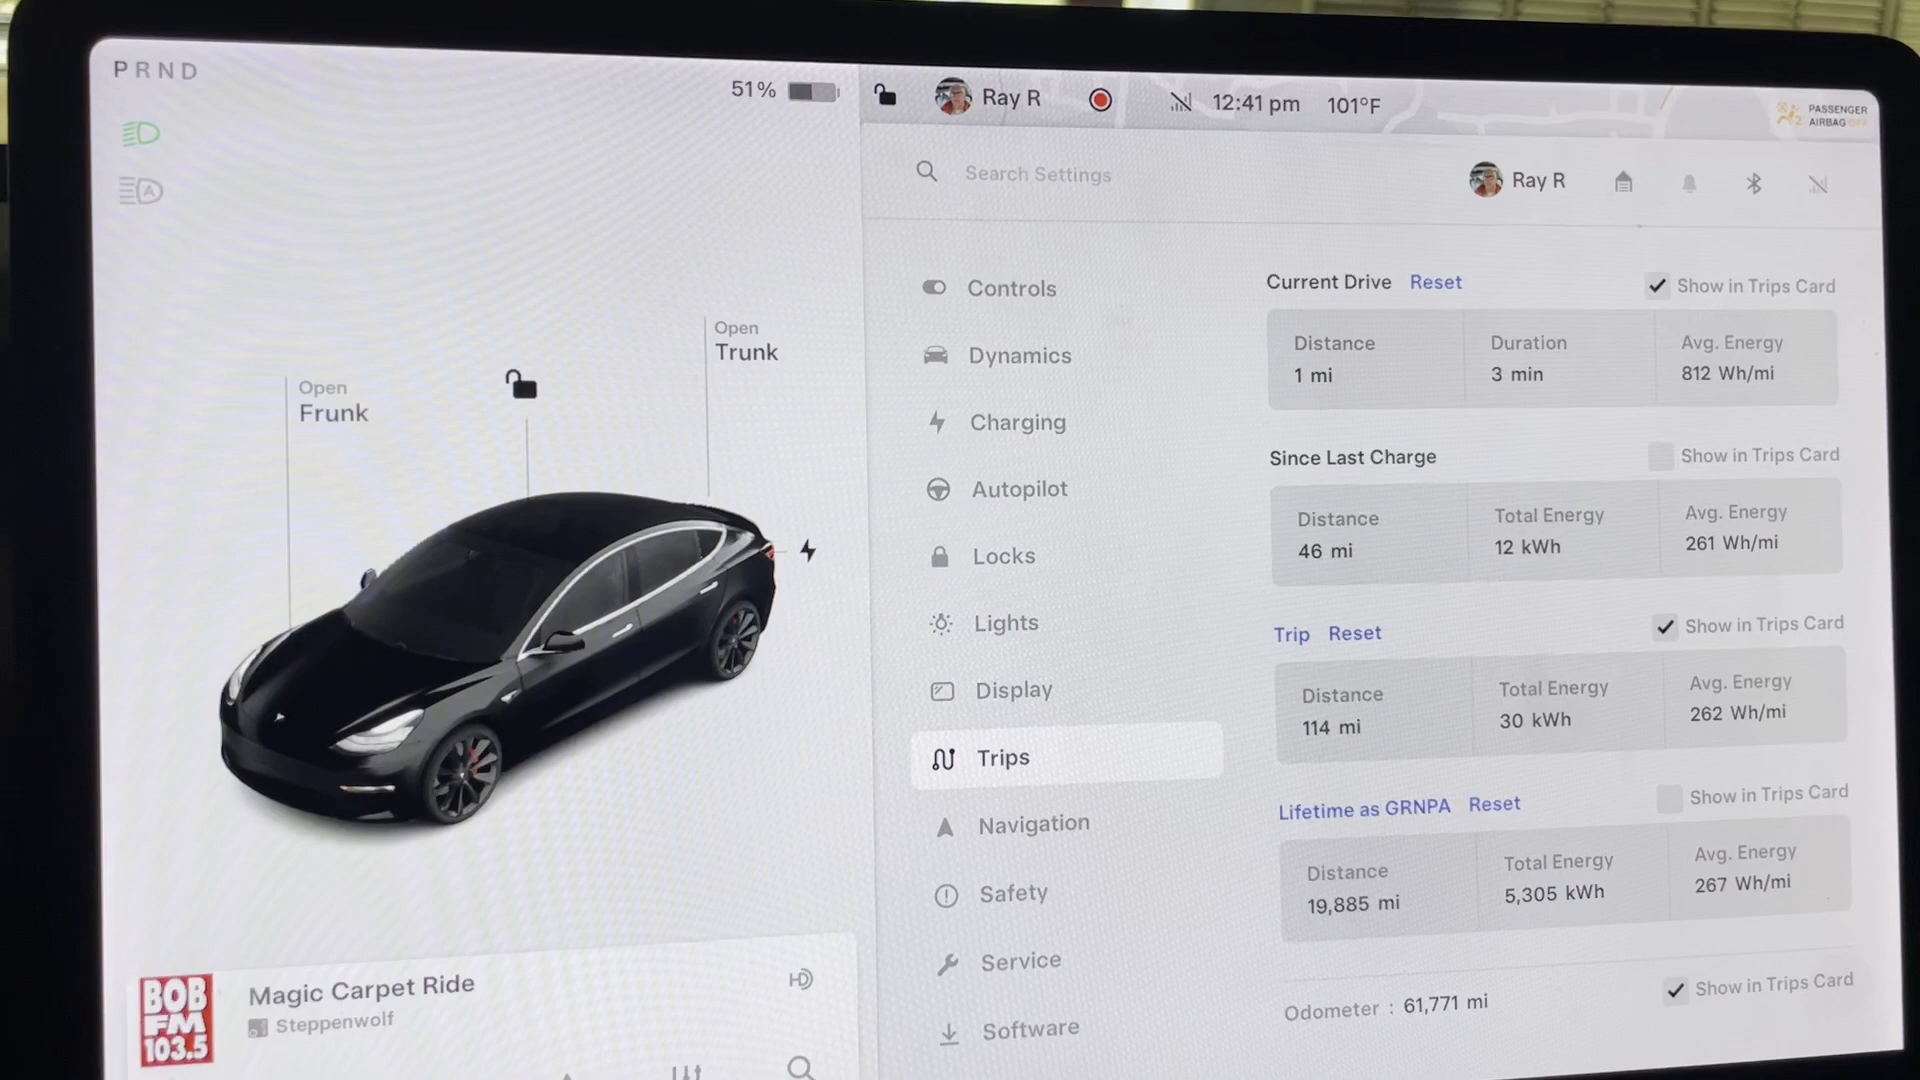 PRND
51%
Ray R
12:41 pm
101°F
PASSENGER
AIRBAG OFF
Search Settings
Ray R
Open
Trunk
Open
Frunk
Controls
Dynamics
Charging
Autopilot
Locks
Lights
Display
Trips
Navigation
Safety
Service
Software
Current Drive Reset
Show in Trips Card
Distance Duration Avg. Energy
1 mi 3 min 812 Wh/mi
Since Last Charge
Show in Trips Card
Distance Total Energy Avg. Energy
46 mi 12 kWh 261 Wh/mi
Trip Reset
Show in Trips Card
Distance Total Energy Avg. Energy
114 mi 30 kWh 262 Wh/mi
Lifetime as GRNPA Reset
Show in Trips Card
Distance Total Energy Avg. Energy
19,885 mi 5,305 kWh 267 Wh/mi
Odometer : 61,771 mi
Show in Trips Card
BOB
FM
103.5
Magic Carpet Ride
Steppenwolf
HD